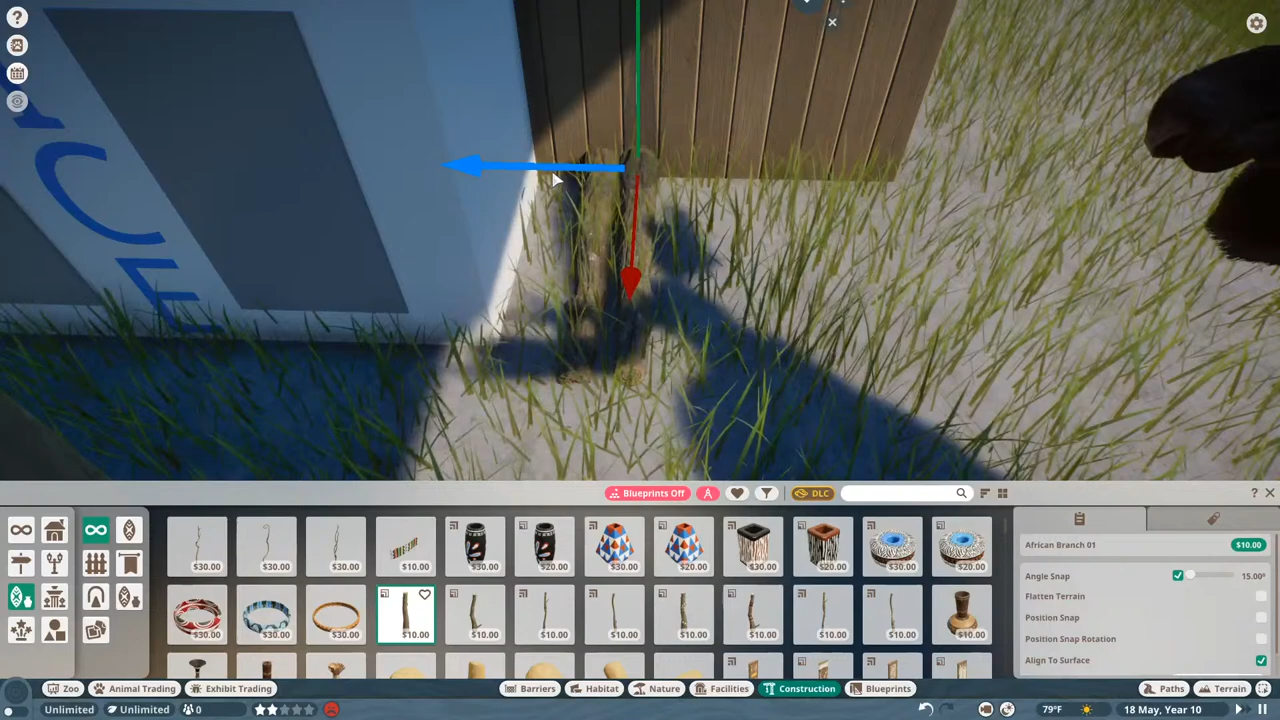 Blueprints Off
DLC
$30.00
$30.00
$30.00
$10.00
$30.00
$20.00
$30.00
$20.00
$30.00
$20.00
$30.00
$20.00
$30.00
$30.00
$30.00
$10.00
$10.00
$10.00
$10.00
$10.00
$10.00
$10.00
$10.00
$10.00
African Branch 01
$10.00
Angle Snap
15.00°
Flatten Terrain
Position Snap
Position Snap Rotation
Align To Surface
Zoo
Animal Trading
Exhibit Trading
Barriers
Habitat
Nature
Facilities
Construction
Blueprints
Paths
Terrain
Unlimited
Unlimited
0
79°F
18 May, Year 10